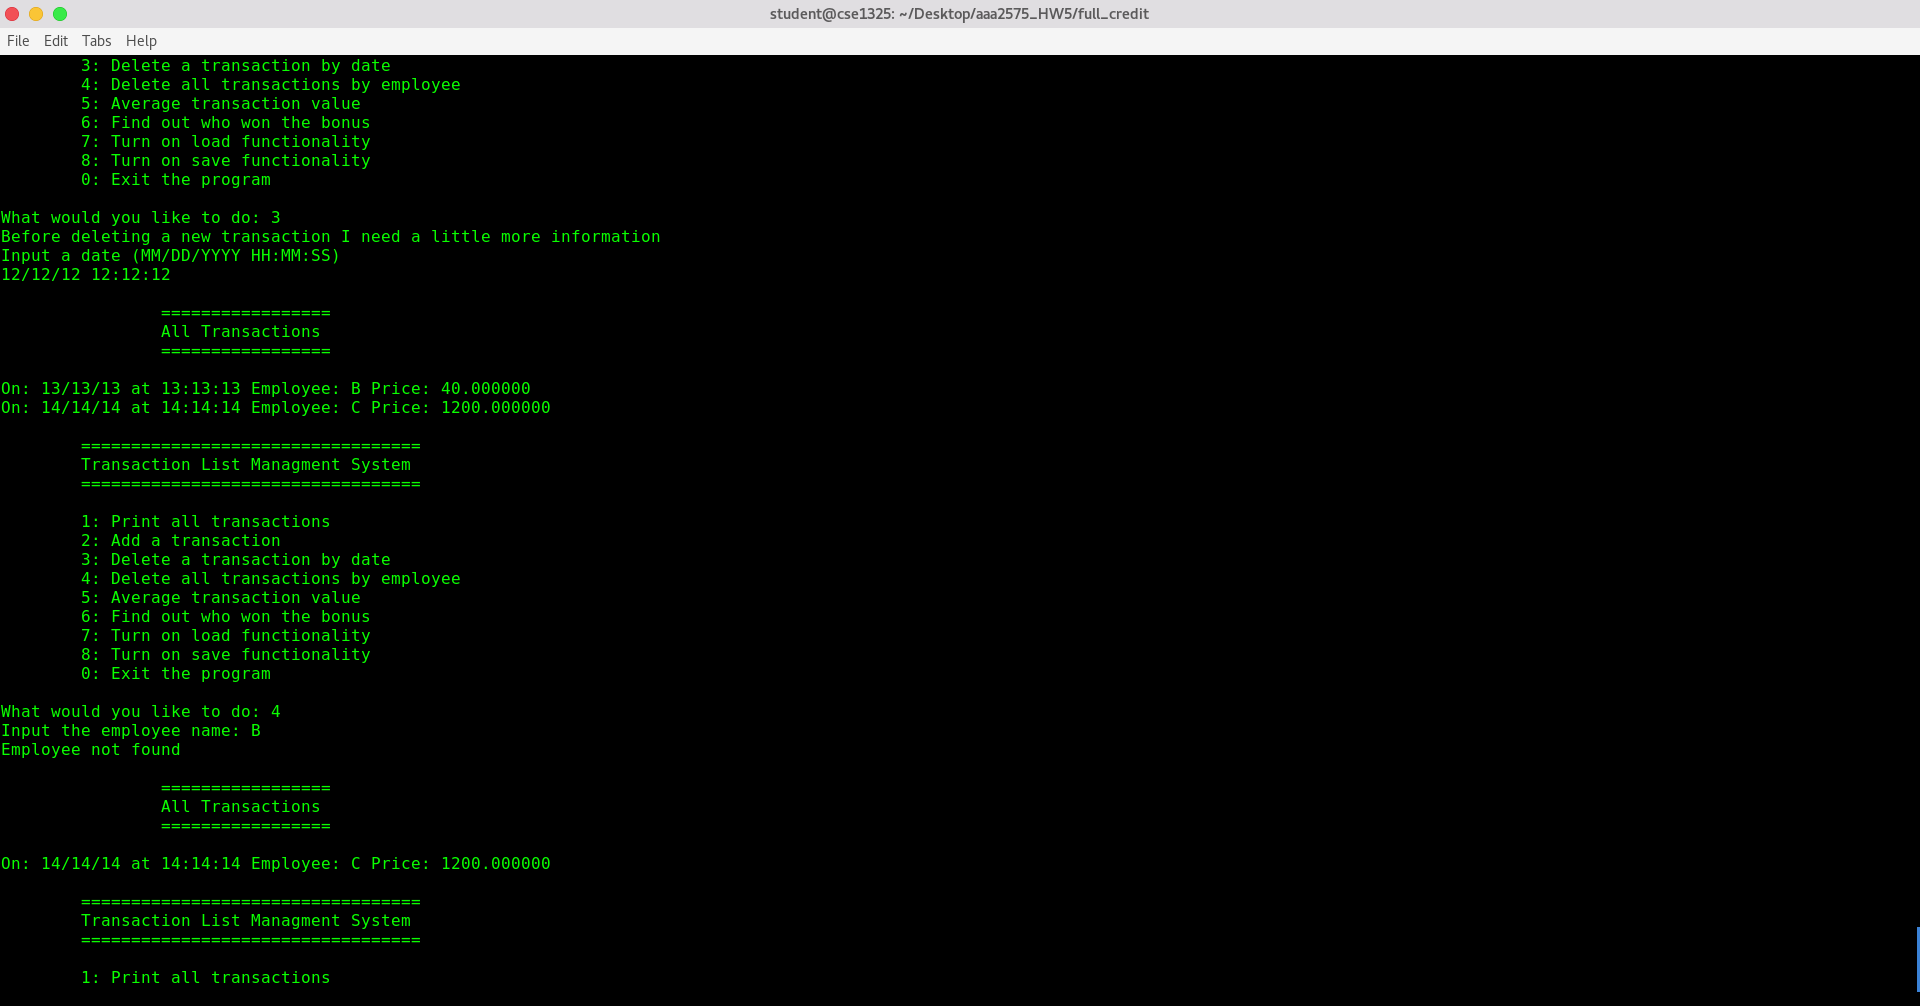 student@cse1325: ~/Desktop/aaa2575_HW5/full_credit
File Edit Tabs Help
3: Delete a transaction by date
4: Delete all transactions by employee
5: Average transaction value
6: Find out who won the bonus
7: Turn on load functionality
8: Turn on save functionality
0: Exit the program
What would you like to do: 3
Before deleting a new transaction I need a little more information
Input a date (MM/DD/YYYY HH:MM:SS)
12/12/12 12:12:12
=================
All Transactions
=================
On: 13/13/13 at 13:13:13 Employee: B Price: 40.000000
On: 14/14/14 at 14:14:14 Employee: C Price: 1200.000000
==================================
Transaction List Managment System
==================================
1: Print all transactions
2: Add a transaction
3: Delete a transaction by date
4: Delete all transactions by employee
5: Average transaction value
6: Find out who won the bonus
7: Turn on load functionality
8: Turn on save functionality
0: Exit the program
What would you like to do: 4
Input the employee name: B
Employee not found
=================
All Transactions
=================
On: 14/14/14 at 14:14:14 Employee: C Price: 1200.000000
==================================
Transaction List Managment System
==================================
1: Print all transactions